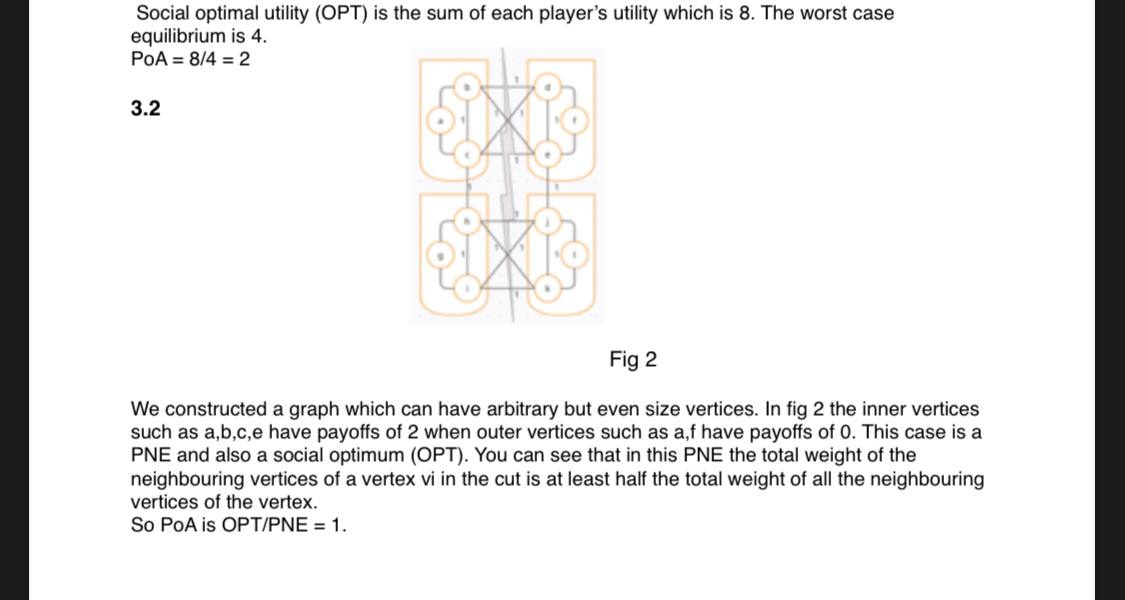 Social optimal utility (OPT) is the sum of each player's utility which is 8. The worst case
equilibrium is 4.
PoA = 8/4 = 2
3.2
b
d
a
f
c
e
h
j
g
i
k
Fig 2
We constructed a graph which can have arbitrary but even size vertices. In fig 2 the inner vertices
such as a,b,c,e have payoffs of 2 when outer vertices such as a,f have payoffs of 0. This case is a
PNE and also a social optimum (OPT). You can see that in this PNE the total weight of the
neighbouring vertices of a vertex vi in the cut is at least half the total weight of all the neighbouring
vertices of the vertex.
So PoA is OPT/PNE = 1.